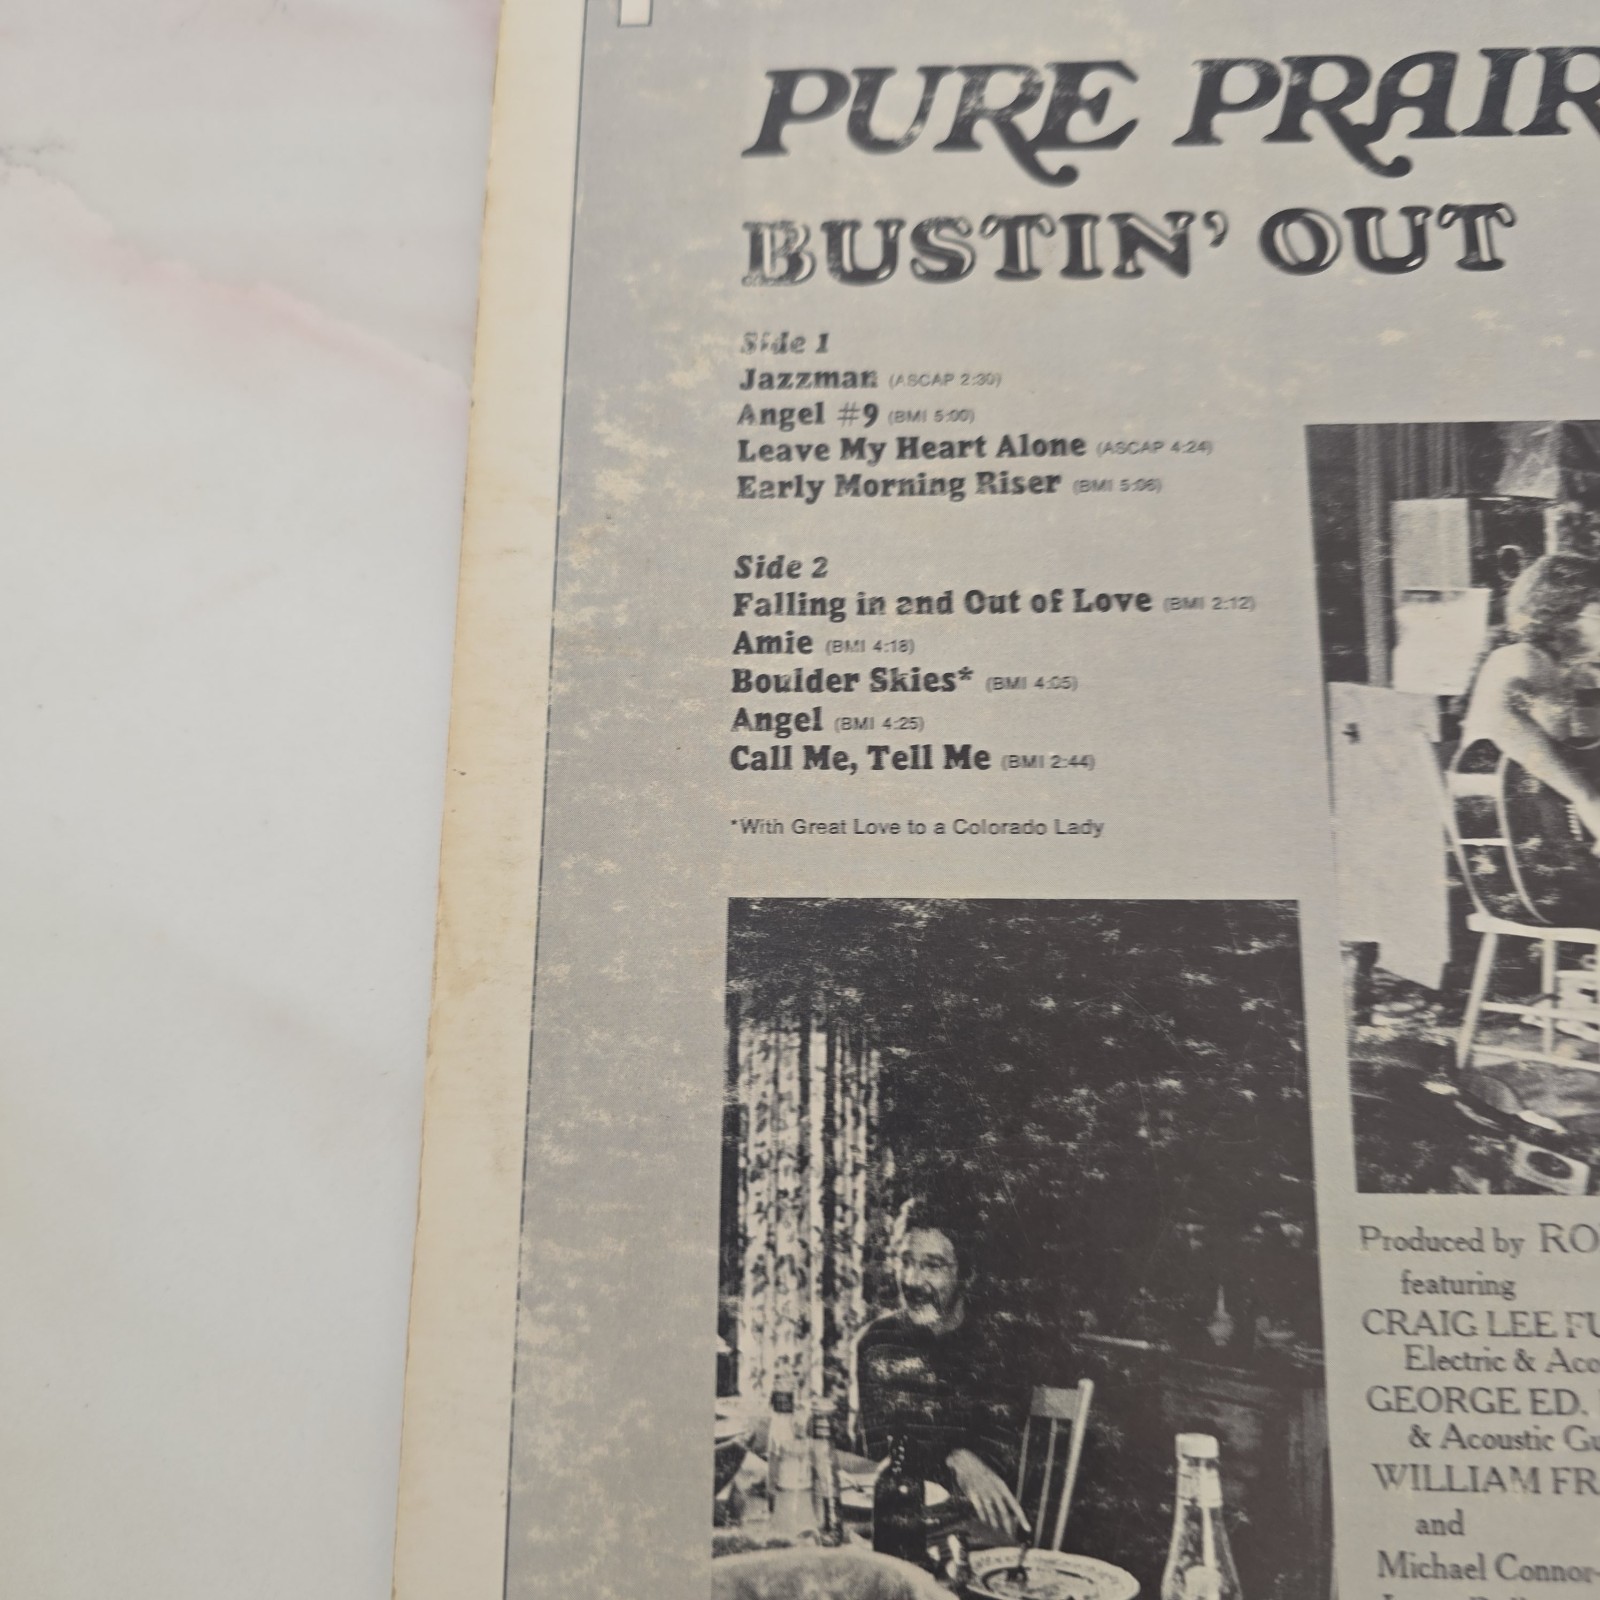 PURE PRAIR
BUSTIN' OUT
Side 1
Jazzman (ASCAP 2:30)
Angel #9 (BMI 5:00)
Leave My Heart Alone (ASCAP 4:24)
Early Morning Riser (BMI 5:06)
Side 2
Falling in and Out of Love (BMI 2:12)
Amie (BMI 4:18)
Boulder Skies* (BMI 4:05)
Angel (BMI 4:25)
Call Me, Tell Me (BMI 2:44)
*With Great Love to a Colorado Lady
Produced by RO
featuring
CRAIG LEE FU
Electric & Aco
GEORGE ED.
& Acoustic Gu
WILLIAM FR
and
Michael Connor-